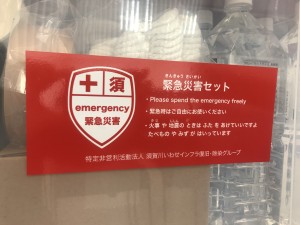 十 須
emergency
緊急災害
きんきゅう さいがい
緊急災害セット
・Please spend the emergency freely
・緊急時はご自由にお使いください
・火事 や 地震の ときは ふた を あけていいですよ
たべもの や みず が はいっています
特定非営利活動法人 須賀川いわせインフラ復旧・除染グループ